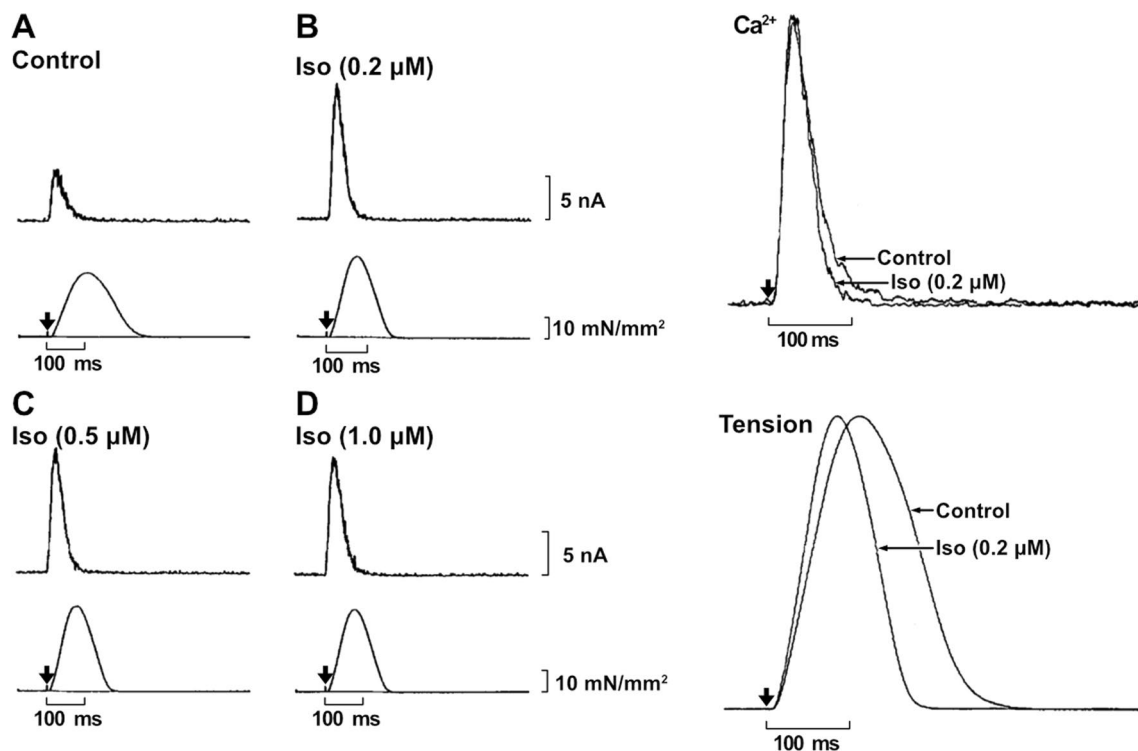 A
Control
B
Iso (0.2 µM)
5 nA
10 mN/mm²
100 ms
100 ms
C
Iso (0.5 µM)
D
Iso (1.0 µM)
5 nA
10 mN/mm²
100 ms
100 ms
Ca²⁺
Control
Iso (0.2 µM)
100 ms
Tension
Control
Iso (0.2 µM)
100 ms